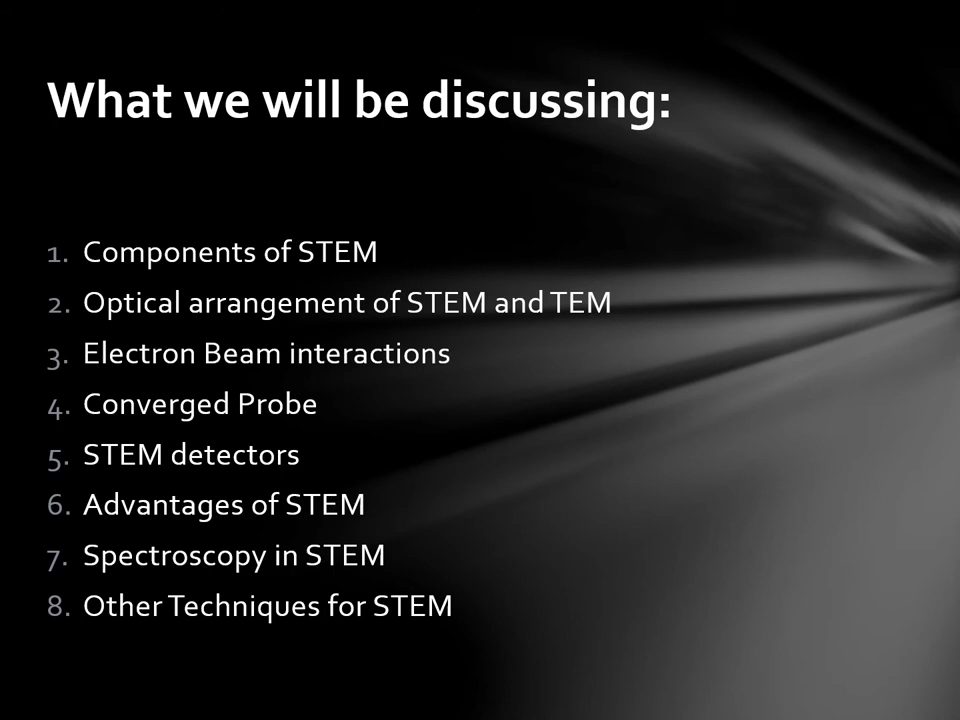 What we will be discussing:
1. Components of STEM
2. Optical arrangement of STEM and TEM
3. Electron Beam interactions
4. Converged Probe
5. STEM detectors
6. Advantages of STEM
7. Spectroscopy in STEM
8. Other Techniques for STEM